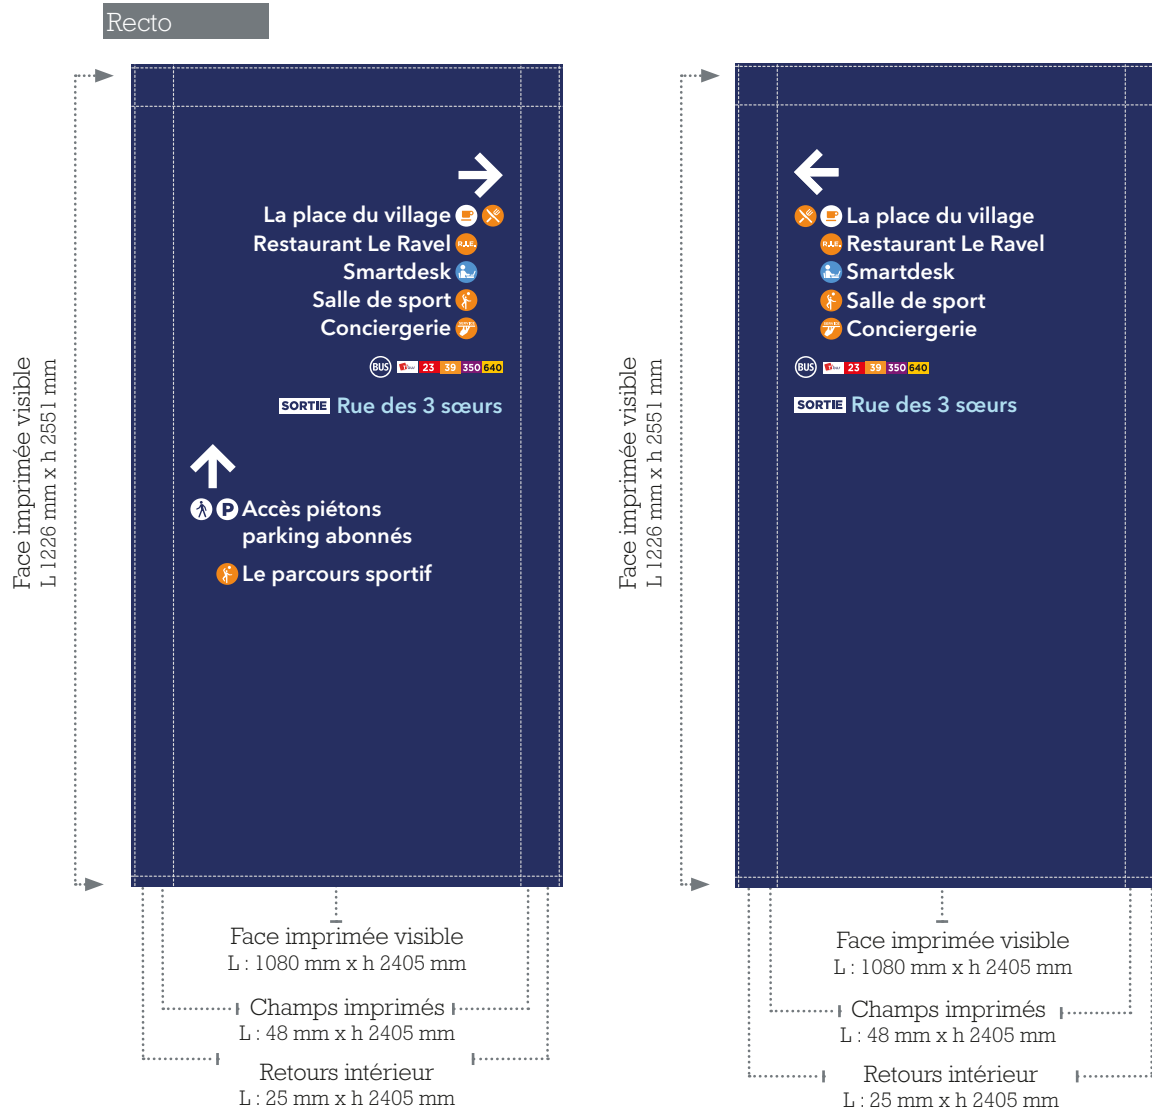 Recto
Face imprimée visible
L 1226 mm x h 2551 mm
La place du village
Restaurant Le Ravel
R.I.E.
Smartdesk
Salle de sport
Conciergerie
BUS 23 39 350 640
SORTIE Rue des 3 sœurs
P Accès piétons
parking abonnés
Le parcours sportif
Face imprimée visible
L : 1080 mm x h 2405 mm
Champs imprimés
L : 48 mm x h 2405 mm
Retours intérieur
L : 25 mm x h 2405 mm
Face imprimée visible
L 1226 mm x h 2551 mm
La place du village
R.I.E. Restaurant Le Ravel
Smartdesk
Salle de sport
Conciergerie
BUS 23 39 350 640
SORTIE Rue des 3 sœurs
Face imprimée visible
L : 1080 mm x h 2405 mm
Champs imprimés
L : 48 mm x h 2405 mm
Retours intérieur
L : 25 mm x h 2405 mm